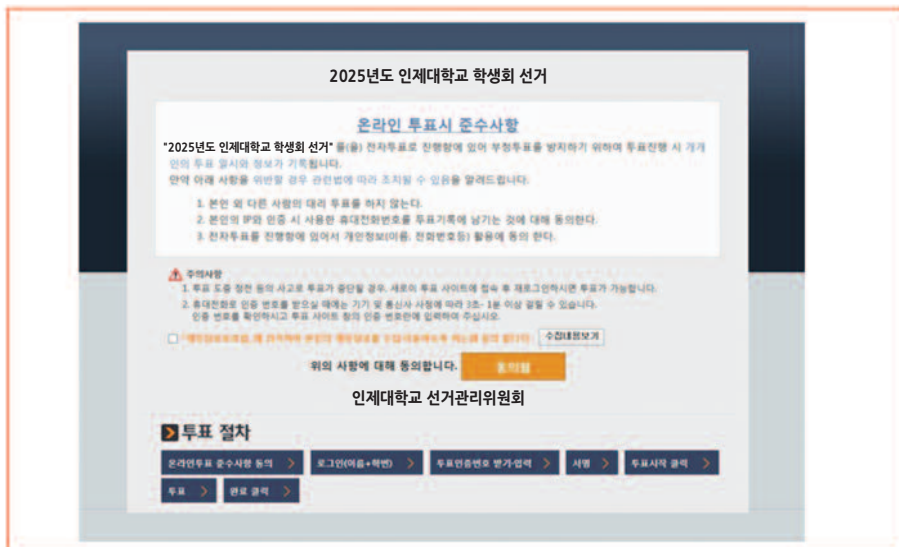 2025년도 인제대학교 학생회 선거
온라인 투표시 준수사항
"2025년도 인제대학교 학생회 선거" 를(을) 전자투표로 진행함에 있어 부정투표를 방지하기 위하여 투표진행 시 개개
인의 투표 일시와 정보가 기록됩니다.
만약 아래 사항을 위반할 경우 관련법에 따라 조치될 수 있음을 알려드립니다.
1. 본인 외 다른 사람의 대리 투표를 하지 않는다.
2. 본인의 IP와 인증 시 사용한 휴대전화번호를 투표기록에 남기는 것에 대해 동의한다.
3. 전자투표를 진행함에 있어서 개인정보(이름, 전화번호등) 활용에 동의 한다.
주의사항
1. 투표 도중 정전 등의 사고로 투표가 중단될 경우, 새로이 투표 사이트에 접속 후 재로그인하시면 투표가 가능합니다.
2. 휴대전화로 인증 번호를 받으실 때에는 기기 및 통신사 사정에 따라 3초- 1분 이상 걸릴 수 있습니다.
인증 번호를 확인하시고 투표 사이트 창의 인증 번호란에 입력하여 주십시오.
수집내용보기
위의 사항에 대해 동의합니다. 동의함
인제대학교 선거관리위원회
투표 절차
온라인투표 준수사항 동의 > 로그인(이름+학번) > 투표인증번호 받기·입력 > 서명 > 투표시작 클릭 >
투표 > 완료 클릭 >